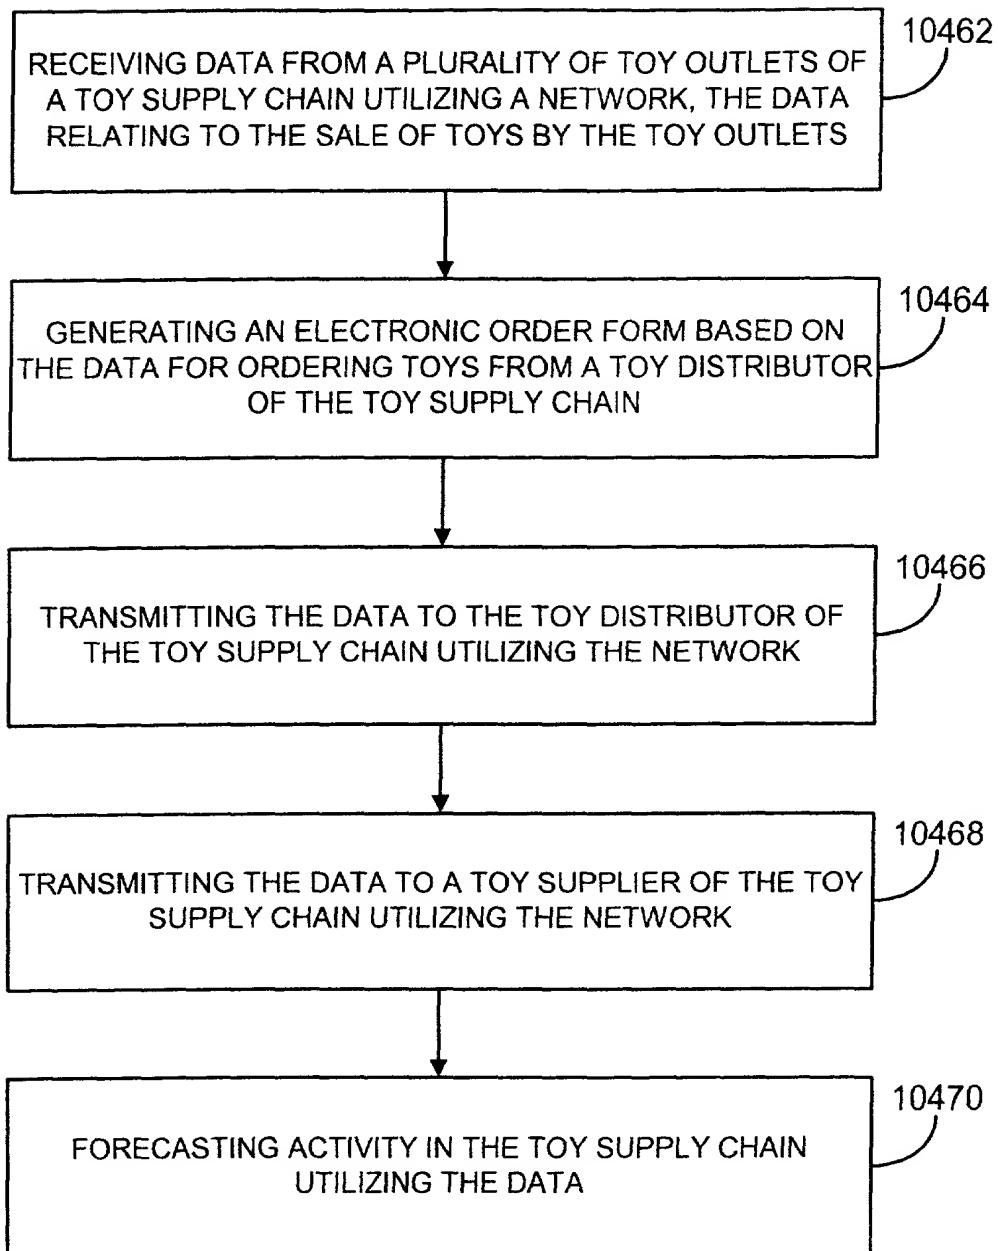 10462
RECEIVING DATA FROM A PLURALITY OF TOY OUTLETS OF
A TOY SUPPLY CHAIN UTILIZING A NETWORK, THE DATA
RELATING TO THE SALE OF TOYS BY THE TOY OUTLETS
10464
GENERATING AN ELECTRONIC ORDER FORM BASED ON
THE DATA FOR ORDERING TOYS FROM A TOY DISTRIBUTOR
OF THE TOY SUPPLY CHAIN
10466
TRANSMITTING THE DATA TO THE TOY DISTRIBUTOR OF
THE TOY SUPPLY CHAIN UTILIZING THE NETWORK
10468
TRANSMITTING THE DATA TO A TOY SUPPLIER OF THE TOY
SUPPLY CHAIN UTILIZING THE NETWORK
10470
FORECASTING ACTIVITY IN THE TOY SUPPLY CHAIN
UTILIZING THE DATA